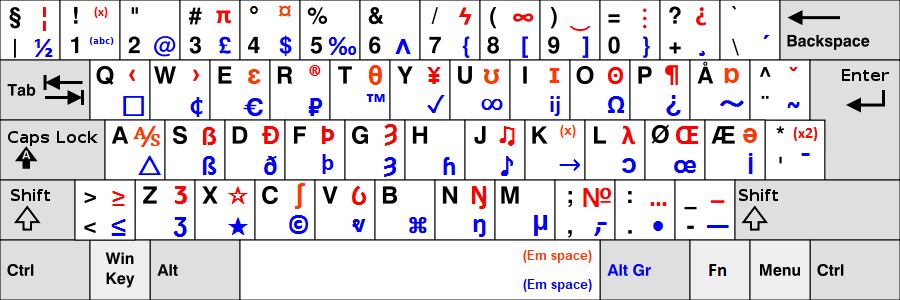 § ¦ ! (x) " # π ° ¤ % & / ϟ ( ∞ ) ‿ = ⋮ ? ¿ `
| ½ 1 (abc) 2 @ 3 £ 4 $ 5 ‰ 6 ʌ 7 { 8 [ 9 ] 0 } + ¸ \ ´ Backspace
Q ‹ W › E ɛ R ® T θ Y ¥ U ʊ I ɪ O ʘ P ¶ Å ɒ ^ ˇ Enter
Tab □ ¢ € ₽ ™ ✓ ∞ ij Ω ¿ ~ ¨ ~
Caps Lock A ⅍ S ẞ D Ð F Þ G Ȝ H J ♫ K (x) L λ Ø Œ Æ ə * (x2)
A △ ß ð þ ȝ ɦ ♪ → ɔ œ ' -
Shift > ≥ Z Ʒ X ☆ C ʃ V B N Ŋ M ; № : … _ – Shift
< ≤ ʒ ★ © ⌘ ŋ µ , . • - —
Ctrl Win Key Alt (Em space) Alt Gr Fn Menu Ctrl
(Em space)